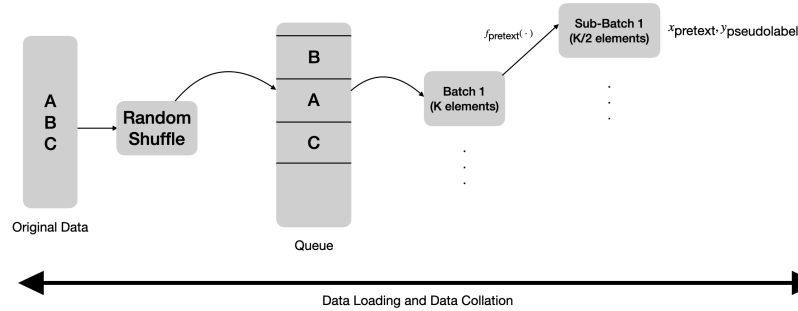 A
B
C
Original Data
Random
Shuffle
B
A
C
Queue
Batch 1
(K elements)
f_pretext(·)
Sub-Batch 1
(K/2 elements)
x_pretext, y_pseudolabel
Data Loading and Data Collation